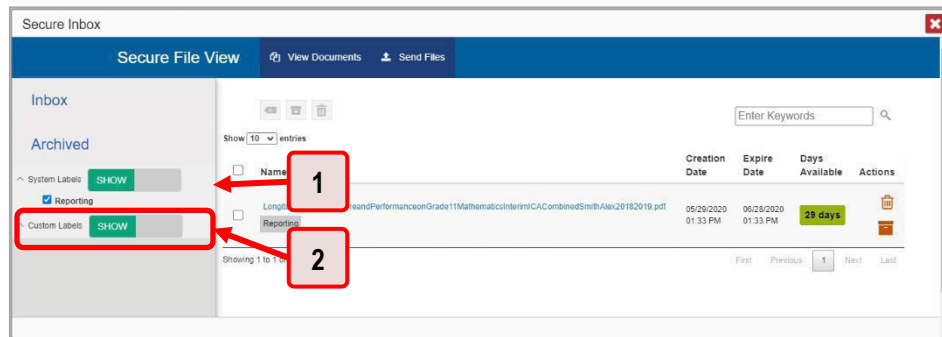 Secure Inbox
Secure File View View Documents Send Files
Inbox
Enter Keywords
Archived
Show 10 entries
System Labels SHOW
Reporting
Custom Labels SHOW
Name
Creation Date
Expire Date
Days Available
Actions
reandPerformanceonGrade11MathematicsInterimICACombinedSmithAlex20182019.pdf
Reporting
05/29/2020 01:33 PM
06/28/2020 01:33 PM
29 days
Showing 1 to 1 of
First Previous 1 Next Last
1
2